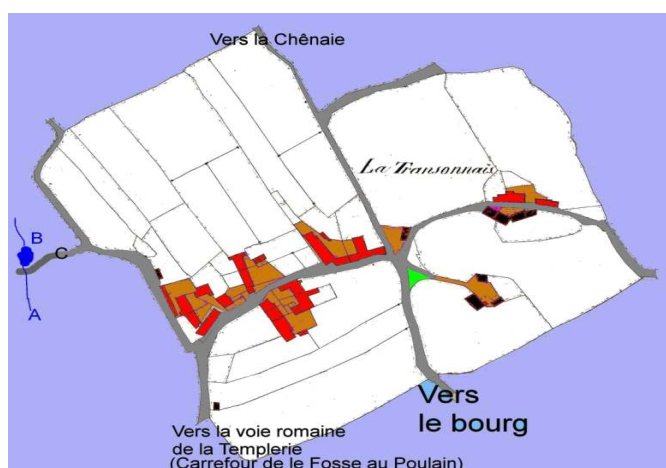 Vers la Chênaie
La Transonnais
B
C
A
Vers
le bourg
Vers la voie romaine
de la Templerie
(Carrefour de le Fosse au Poulain)